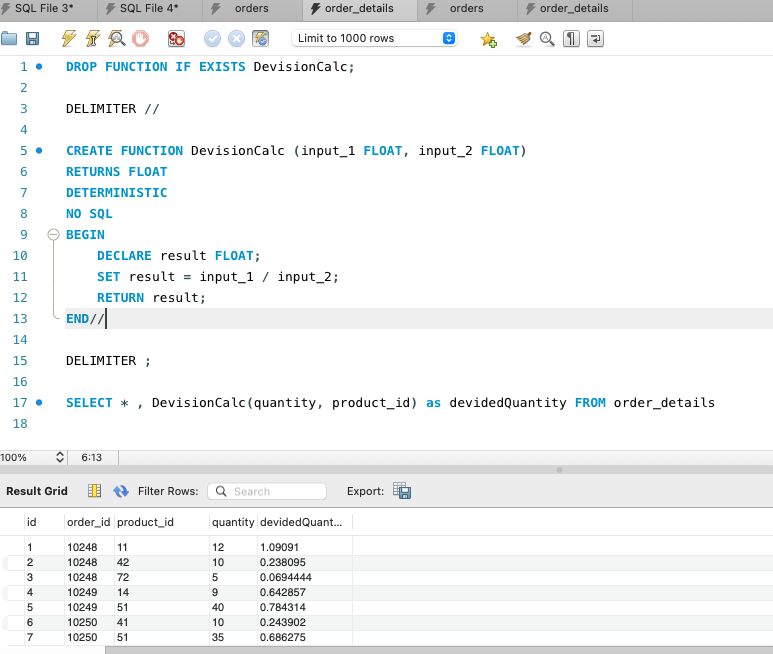 SQL File 3* SQL File 4* orders order_details orders order_details
Limit to 1000 rows
1 DROP FUNCTION IF EXISTS DevisionCalc;
2
3 DELIMITER //
4
5 CREATE FUNCTION DevisionCalc (input_1 FLOAT, input_2 FLOAT)
6 RETURNS FLOAT
7 DETERMINISTIC
8 NO SQL
9 BEGIN
10 DECLARE result FLOAT;
11 SET result = input_1 / input_2;
12 RETURN result;
13 END//
14
15 DELIMITER ;
16
17 SELECT * , DevisionCalc(quantity, product_id) as devidedQuantity FROM order_details
18
100% 6:13
Result Grid Filter Rows: Search Export:
id order_id product_id quantity devidedQuant...
1 10248 11 12 1.09091
2 10248 42 10 0.238095
3 10248 72 5 0.0694444
4 10249 14 9 0.642857
5 10249 51 40 0.784314
6 10250 41 10 0.243902
7 10250 51 35 0.686275